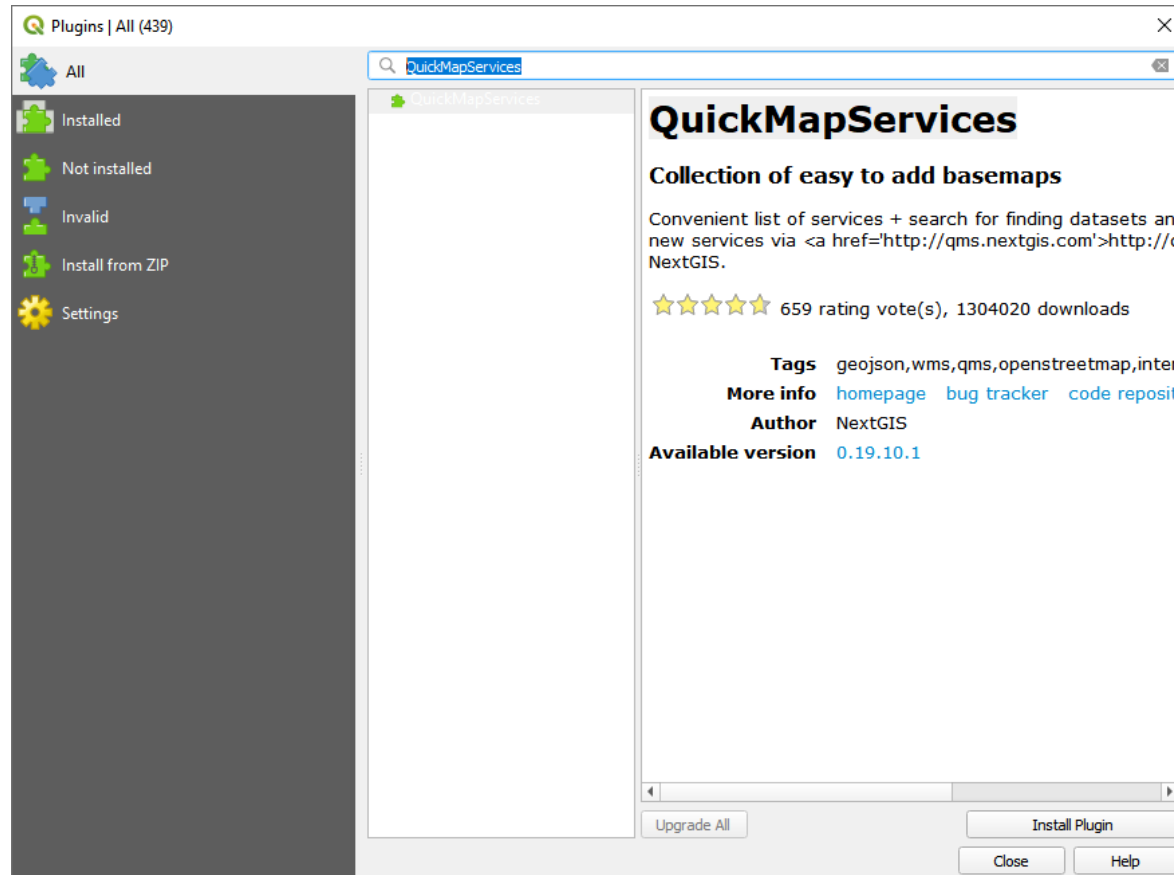 Plugins | All (439)
All
Installed
Not installed
Invalid
Install from ZIP
Settings
QuickMapServices
QuickMapServices
QuickMapServices
Collection of easy to add basemaps
Convenient list of services + search for finding datasets an
new services via <a href='http://qms.nextgis.com'>http://
NextGIS.
659 rating vote(s), 1304020 downloads
Tags geojson,wms,qms,openstreetmap,inter
More info homepage bug tracker code reposit
Author NextGIS
Available version 0.19.10.1
Upgrade All
Install Plugin
Close
Help